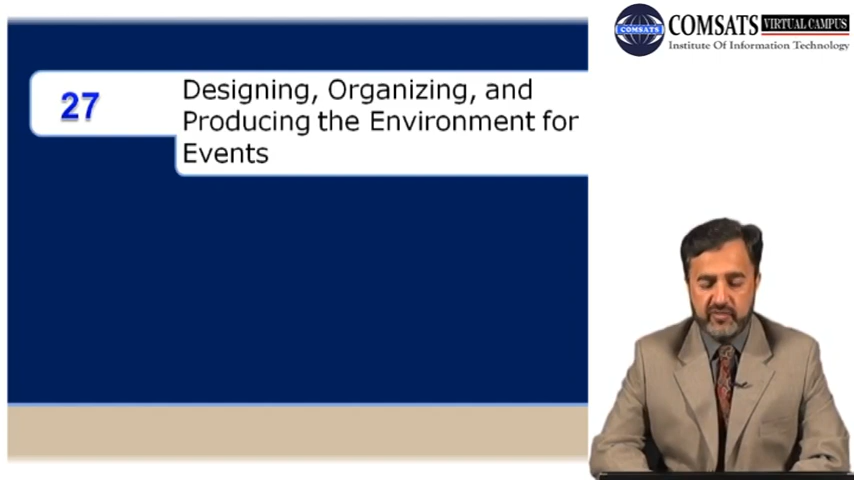 COMSATS VIRTUAL CAMPUS
COMSATS
Institute Of Information Technology
27
Designing, Organizing, and
Producing the Environment for
Events